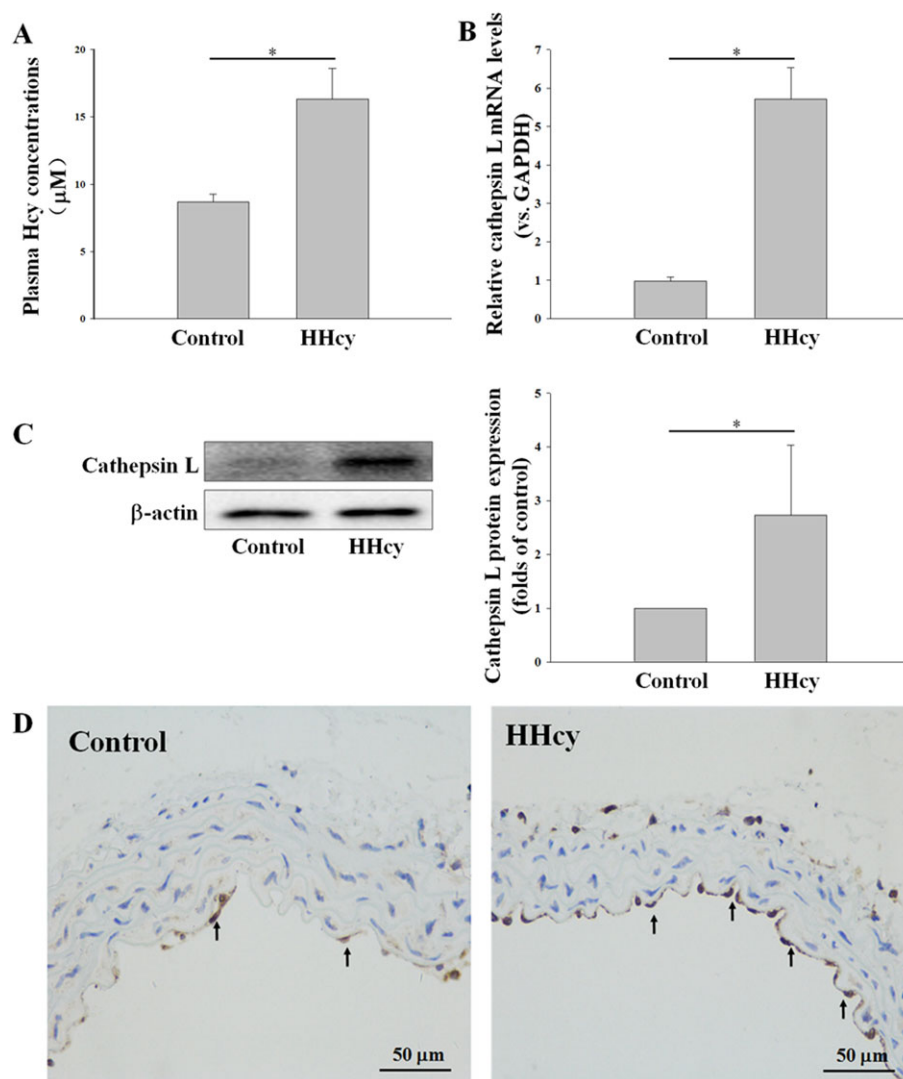 A
Plasma Hcy concentrations
(μM)
20
15
10
5
0
*
Control
HHcy
B
Relative cathepsin L mRNA levels
(vs. GAPDH)
7
6
5
4
3
2
1
0
*
Control
HHcy
C
Cathepsin L
β-actin
Control
HHcy
Cathepsin L protein expression
(folds of control)
5
4
3
2
1
0
*
Control
HHcy
D
Control
50 μm
HHcy
50 μm